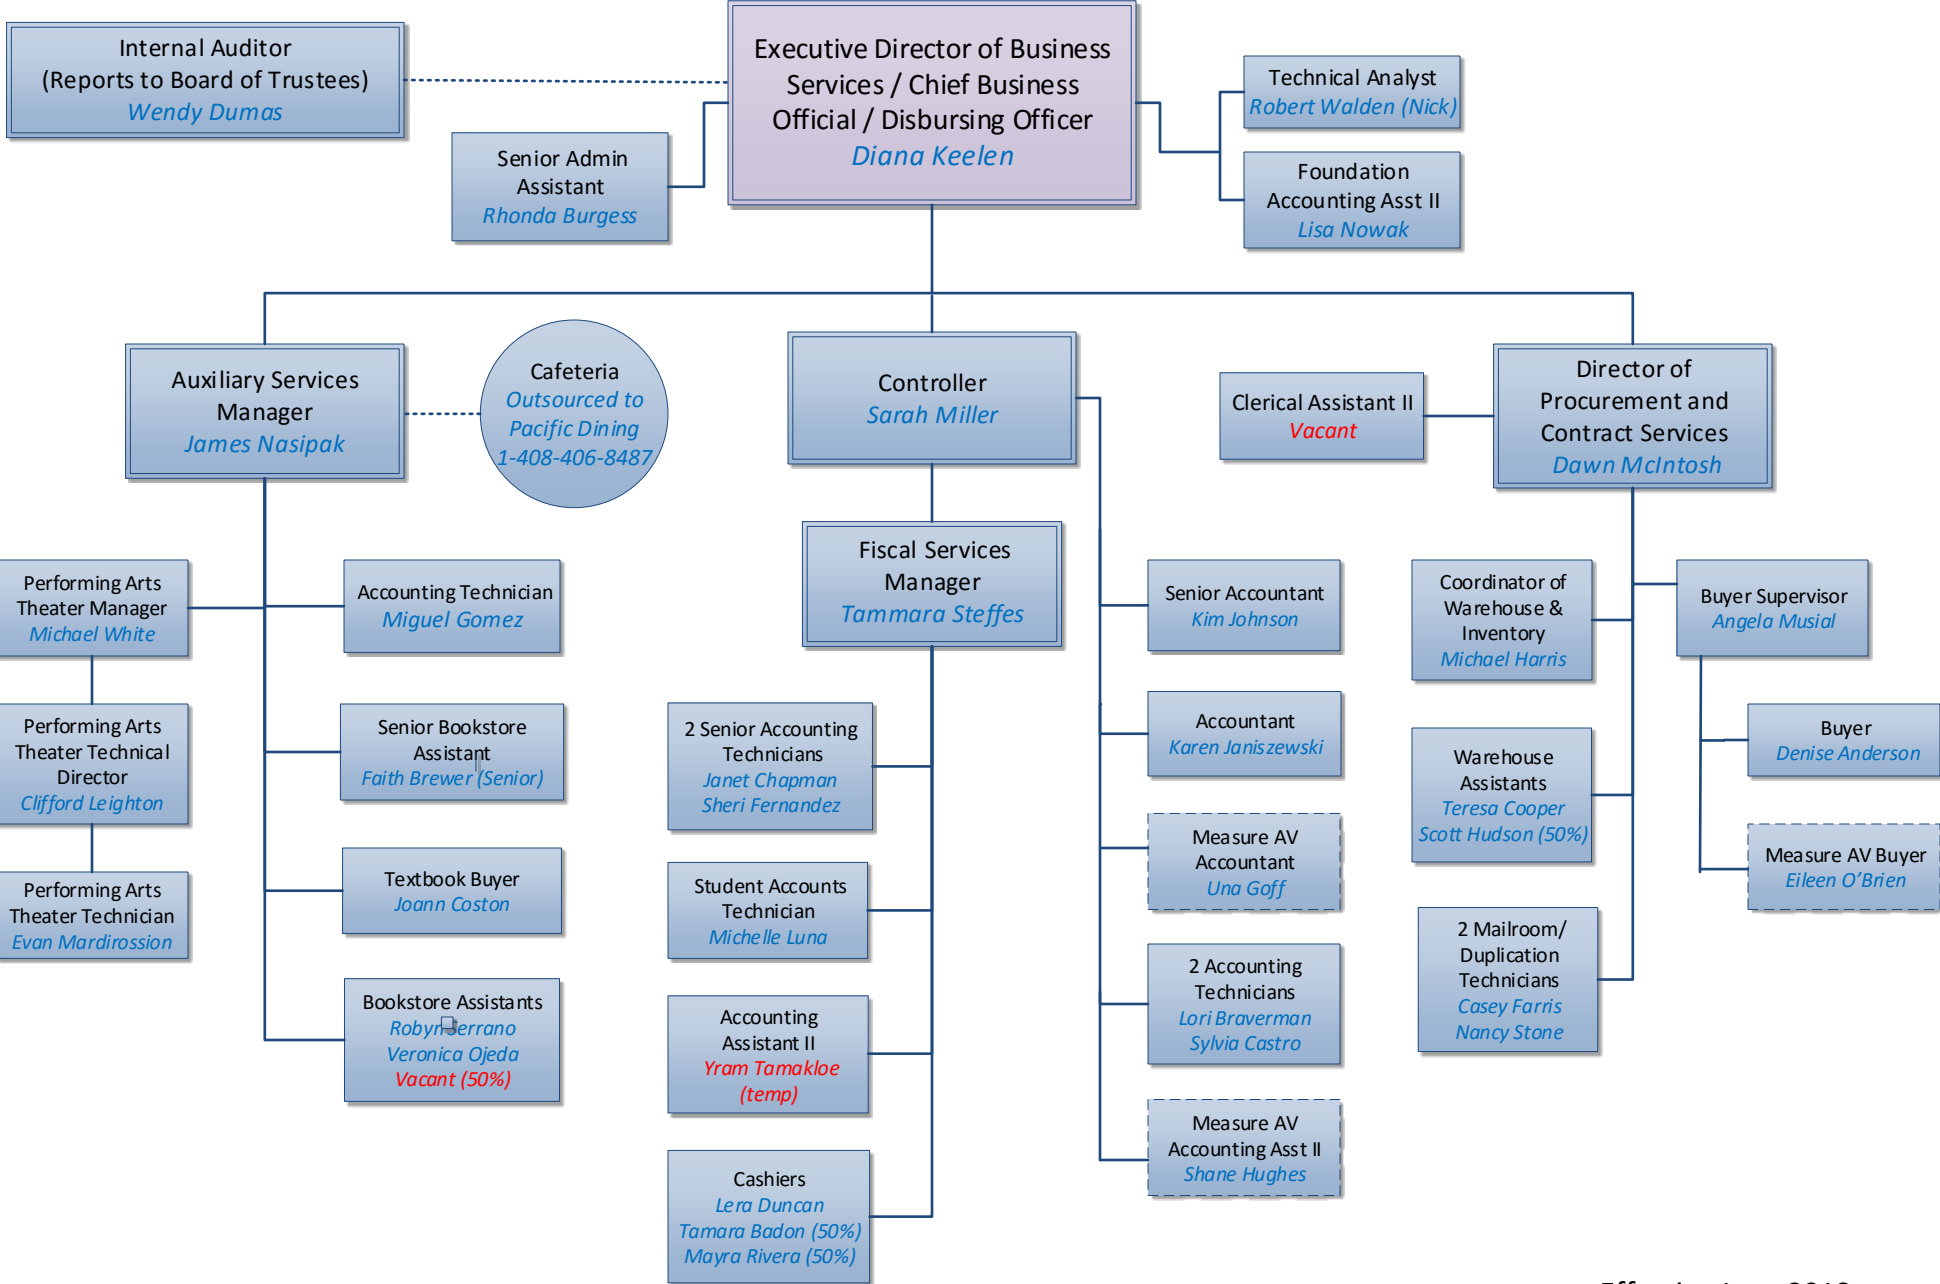 Internal Auditor
(Reports to Board of Trustees)
Wendy Dumas
Executive Director of Business
Services / Chief Business
Official / Disbursing Officer
Diana Keelen
Senior Admin
Assistant
Rhonda Burgess
Technical Analyst
Robert Walden (Nick)
Foundation
Accounting Asst II
Lisa Nowak
Auxiliary Services
Manager
James Nasipak
Cafeteria
Outsourced to
Pacific Dining
1-408-406-8487
Controller
Sarah Miller
Clerical Assistant II
Vacant
Director of
Procurement and
Contract Services
Dawn McIntosh
Performing Arts
Theater Manager
Michael White
Performing Arts
Theater Technical
Director
Clifford Leighton
Performing Arts
Theater Technician
Evan Mardirossion
Accounting Technician
Miguel Gomez
Senior Bookstore
Assistant
Faith Brewer (Senior)
Textbook Buyer
Joann Coston
Bookstore Assistants
Robyn Serrano
Veronica Ojeda
Vacant (50%)
Fiscal Services
Manager
Tammara Steffes
2 Senior Accounting
Technicians
Janet Chapman
Sheri Fernandez
Student Accounts
Technician
Michelle Luna
Accounting
Assistant II
Yram Tamakloe
(temp)
Cashiers
Lera Duncan
Tamara Badon (50%)
Mayra Rivera (50%)
Senior Accountant
Kim Johnson
Accountant
Karen Janiszewski
Measure AV
Accountant
Una Goff
2 Accounting
Technicians
Lori Braverman
Sylvia Castro
Measure AV
Accounting Asst II
Shane Hughes
Coordinator of
Warehouse &
Inventory
Michael Harris
Warehouse
Assistants
Teresa Cooper
Scott Hudson (50%)
2 Mailroom/
Duplication
Technicians
Casey Farris
Nancy Stone
Buyer Supervisor
Angela Musial
Buyer
Denise Anderson
Measure AV Buyer
Eileen O’Brien